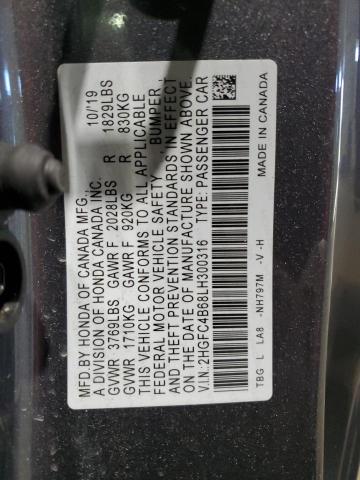 MFD.BY HONDA OF CANADA MFG., 10/19
A DIVISION OF HONDA CANADA INC.
GVWR 3769LBS GAWR F 2028LBS R 1829LBS
GVWR 1710KG GAWR F 920KG R 830KG
THIS VEHICLE CONFORMS TO ALL APPLICABLE
FEDERAL MOTOR VEHICLE SAFETY, BUMPER
AND THEFT PREVENTION STANDARDS IN EFFECT
ON THE DATE OF MANUFACTURE SHOWN ABOVE.
V.I.N.: 2HGFC4B68LH300316 TYPE: PASSENGER CAR
TBG L LA8 -NH797M -V -H MADE IN CANADA